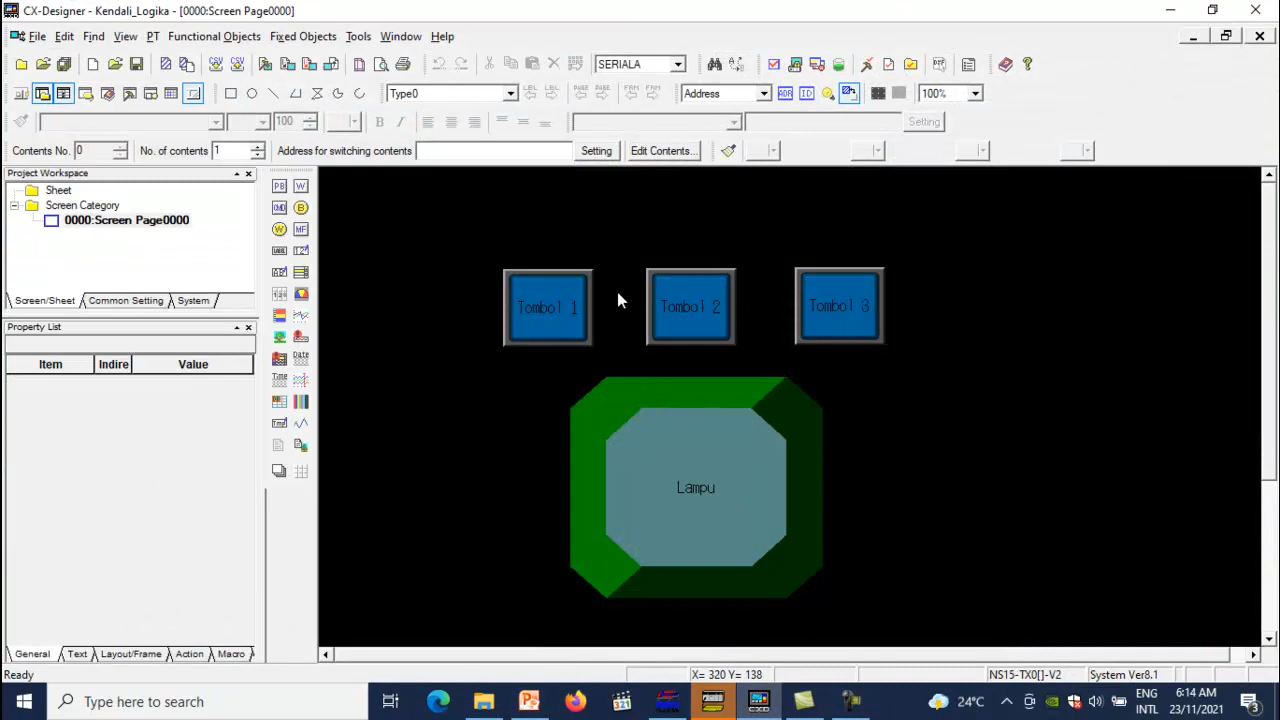 CX-Designer - Kendali_Logika - [0000:Screen Page0000]
File Edit Find View PT Functional Objects Fixed Objects Tools Window Help
SERIALA
Type0 Address 100%
100 B I Setting
Contents No. 0 No. of contents 1 Address for switching contents Setting Edit Contents...
Project Workspace
Sheet
Screen Category
0000:Screen Page0000
Screen/Sheet Common Setting System
Property List
Item Indire Value
General Text Layout/Frame Action Macro
Tombol 1 Tombol 2 Tombol 3
Lampu
Ready X= 320 Y= 138 NS15-TX0[]-V2 System Ver8.1
Type here to search 24°C ENG 6:14 AM
INTL 23/11/2021 3